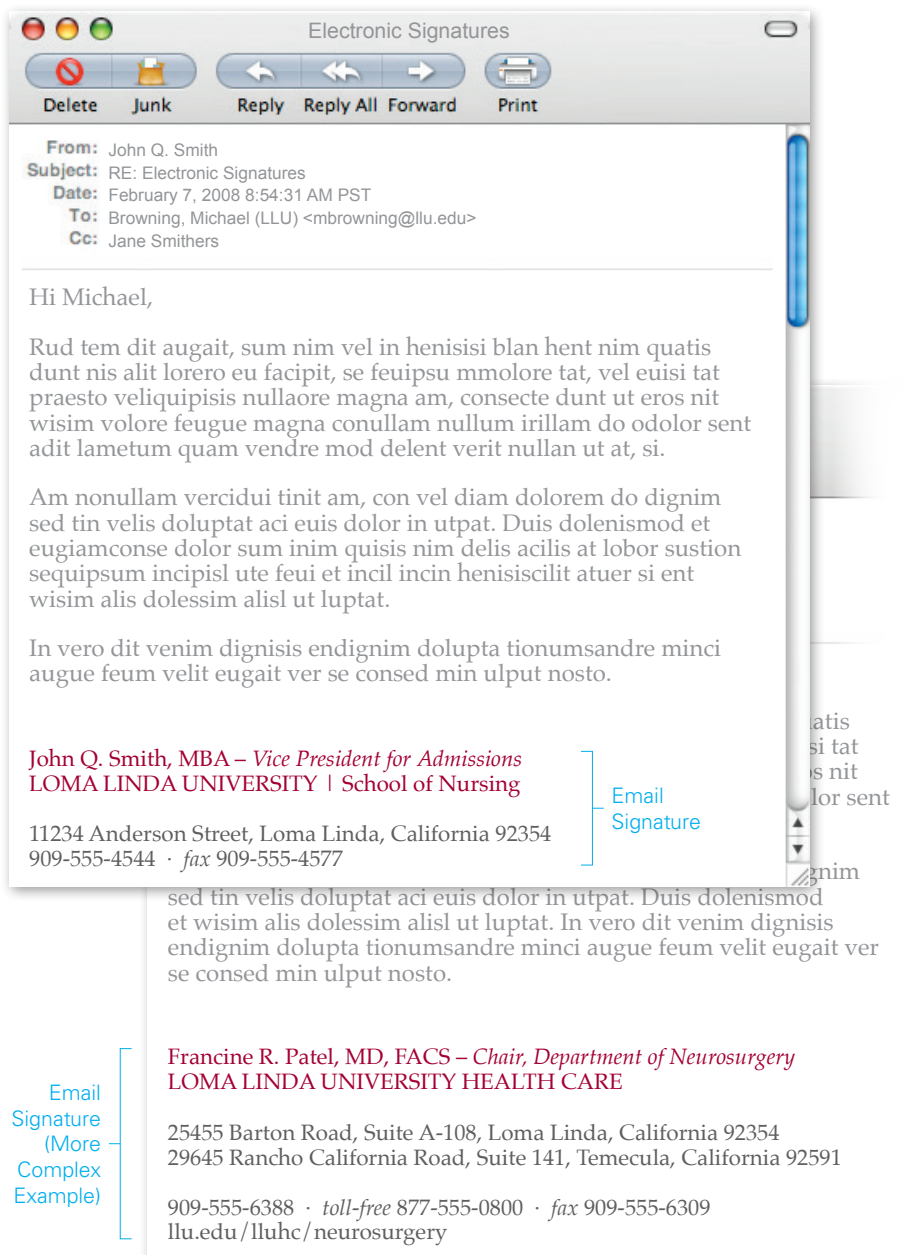 Electronic Signatures
Delete Junk Reply Reply All Forward Print
From: John Q. Smith
Subject: RE: Electronic Signatures
Date: February 7, 2008 8:54:31 AM PST
To: Browning, Michael (LLU) <mbrowning@llu.edu>
Cc: Jane Smithers
Hi Michael,
Rud tem dit augait, sum nim vel in henisisi blan hent nim quatis
dunt nis alit lorero eu facipit, se feuipsu mmolore tat, vel euisi tat
praesto veliquipisis nullaore magna am, consecte dunt ut eros nit
wisim volore feugue magna conullam nullum irillam do odolor sent
adit lametum quam vendre mod delent verit nullan ut at, si.
Am nonullam vercidui tinit am, con vel diam dolorem do dignim
sed tin velis doluptat aci euis dolor in utpat. Duis dolenismod et
eugiamconse dolor sum inim quisis nim delis acilis at lobor sustion
sequipsum incipisl ute feui et incil incin henisiscilit atuer si ent
wisim alis dolessim alisl ut luptat.
In vero dit venim dignisis endignim dolupta tionumsandre minci
augue feum velit eugait ver se consed min ulput nosto.
John Q. Smith, MBA – Vice President for Admissions
LOMA LINDA UNIVERSITY | School of Nursing
11234 Anderson Street, Loma Linda, California 92354
909-555-4544 · fax 909-555-4577
Email
Signature
atis
si tat
s nit
lor sent
gnim
sed tin velis doluptat aci euis dolor in utpat. Duis dolenismod
et wisim alis dolessim alisl ut luptat. In vero dit venim dignisis
endignim dolupta tionumsandre minci augue feum velit eugait ver
se consed min ulput nosto.
Email
Signature
(More
Complex
Example)
Francine R. Patel, MD, FACS – Chair, Department of Neurosurgery
LOMA LINDA UNIVERSITY HEALTH CARE
25455 Barton Road, Suite A-108, Loma Linda, California 92354
29645 Rancho California Road, Suite 141, Temecula, California 92591
909-555-6388 · toll-free 877-555-0800 · fax 909-555-6309
llu.edu/lluhc/neurosurgery